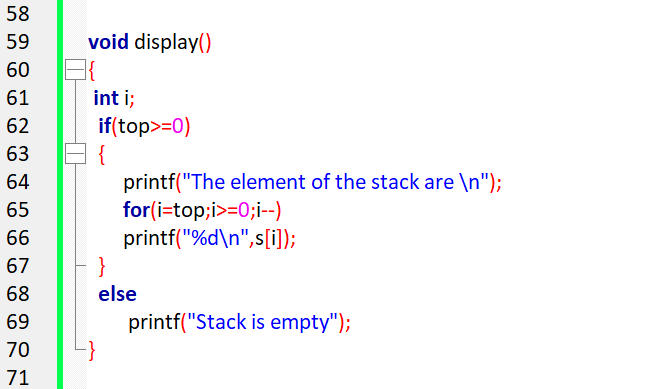 58
59 void display()
60 {
61 int i;
62 if(top>=0)
63 {
64 printf("The element of the stack are \n");
65 for(i=top;i>=0;i--)
66 printf("%d\n",s[i]);
67 }
68 else
69 printf("Stack is empty");
70 }
71